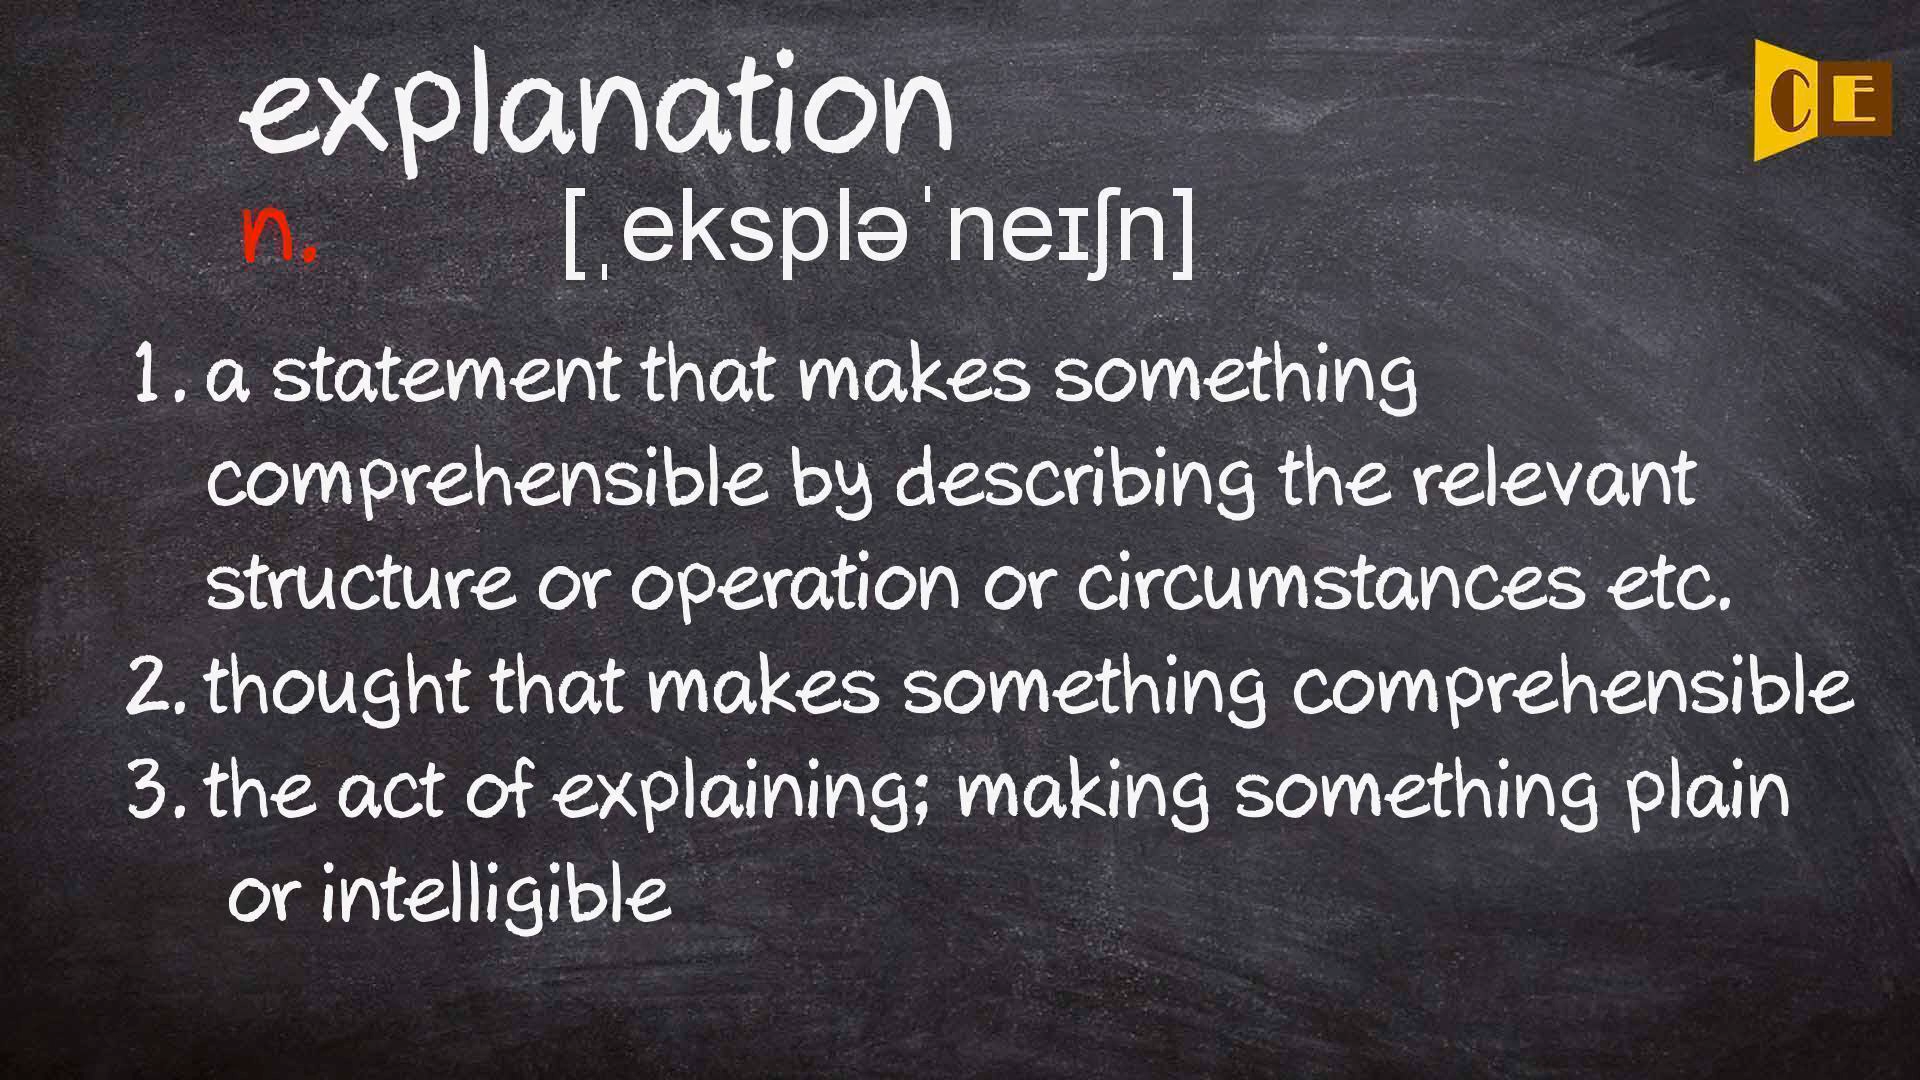 explanation
CE
n. [ˌekspləˈneɪʃn]
1. a statement that makes something
comprehensible by describing the relevant
structure or operation or circumstances etc.
2. thought that makes something comprehensible
3. the act of explaining; making something plain
or intelligible